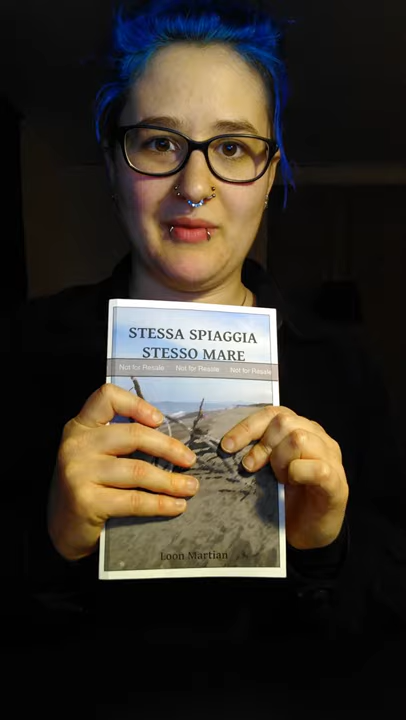 STESSA SPIAGGIA
STESSO MARE
Not for Resale Not for Resale Not for Resale
Loon Martian